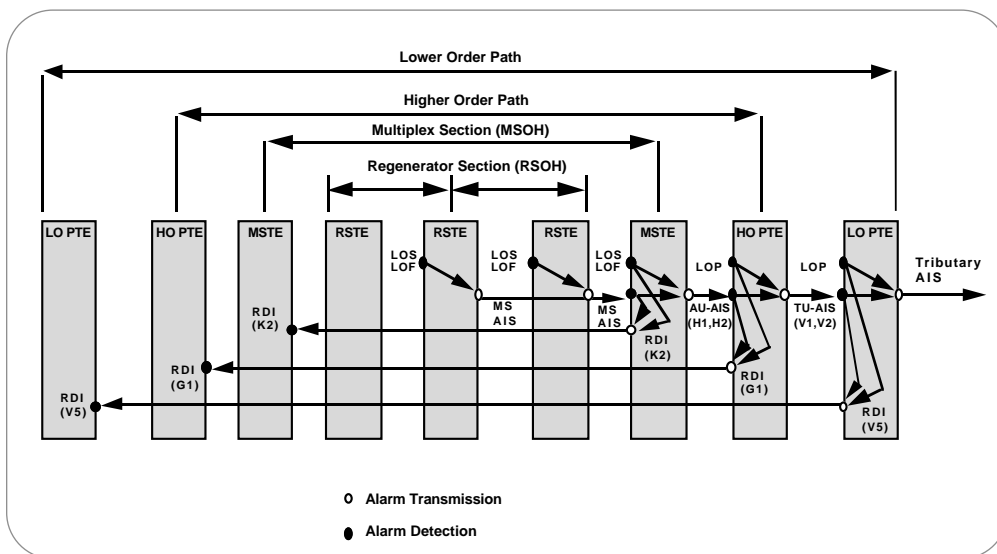 Lower Order Path
Higher Order Path
Multiplex Section (MSOH)
Regenerator Section (RSOH)
LO PTE
HO PTE
MSTE
RSTE
RSTE
RSTE
MSTE
HO PTE
LO PTE
LOS
LOF
LOS
LOF
LOS
LOF
LOP
LOP
Tributary
AIS
MS
AIS
MS
AIS
AU-AIS
(H1,H2)
TU-AIS
(V1,V2)
RDI
(K2)
RDI
(K2)
RDI
(G1)
RDI
(G1)
RDI
(V5)
RDI
(V5)
Alarm Transmission
Alarm Detection